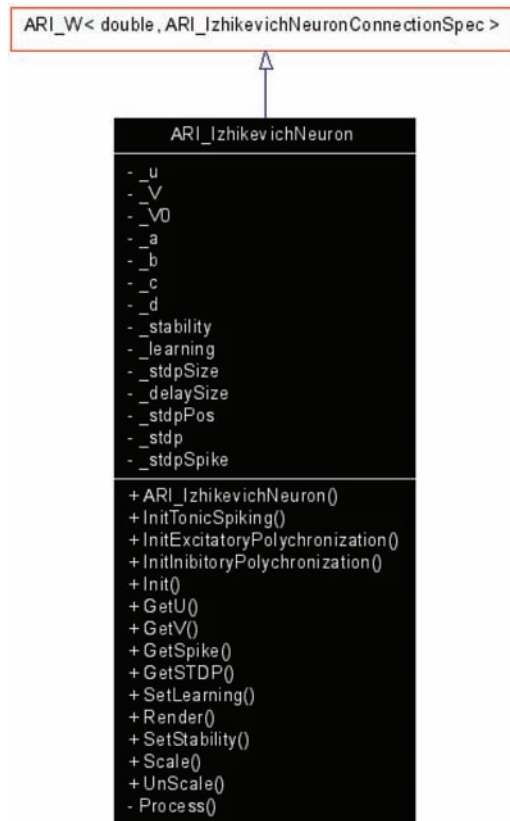 ARI_W< double, ARI_IzhikevichNeuronConnectionSpec >
ARI_IzhikevichNeuron
- _u
- _V
- _V0
- _a
- _b
- _c
- _d
- _stability
- _learning
- _stdpSize
- _delaySize
- _stdpPos
- _stdp
- _stdpSpike
+ ARI_IzhikevichNeuron()
+ InitTonicSpiking()
+ InitExcitatoryPolychronization()
+ InitInibitoryPolychronization()
+ Init()
+ GetU()
+ GetV()
+ GetSpike()
+ GetSTDP()
+ SetLearning()
+ Render()
+ SetStability()
+ Scale()
+ UnScale()
- Process()